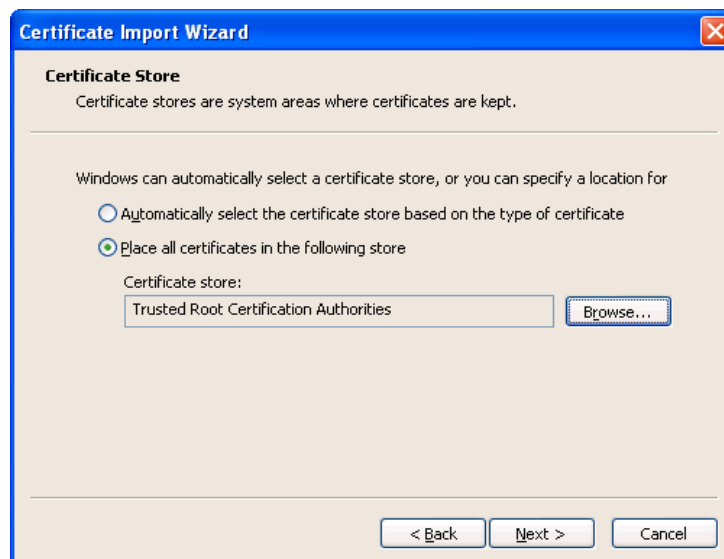 Certificate Import Wizard
Certificate Store
Certificate stores are system areas where certificates are kept.
Windows can automatically select a certificate store, or you can specify a location for
Automatically select the certificate store based on the type of certificate
Place all certificates in the following store
Certificate store:
Trusted Root Certification Authorities
Browse...
< Back
Next >
Cancel